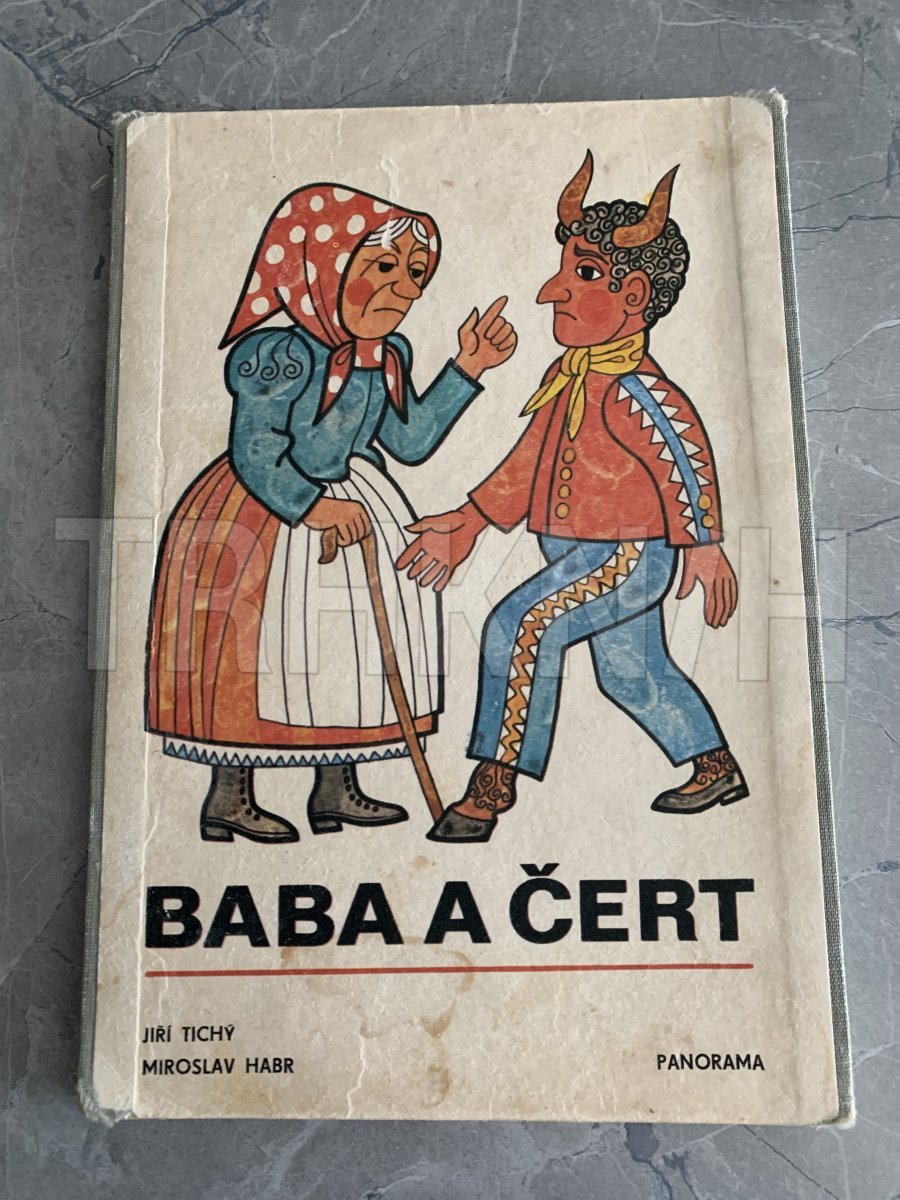 BABA A ČERT
JIŘÍ TICHÝ
MIROSLAV HABR
PANORAMA